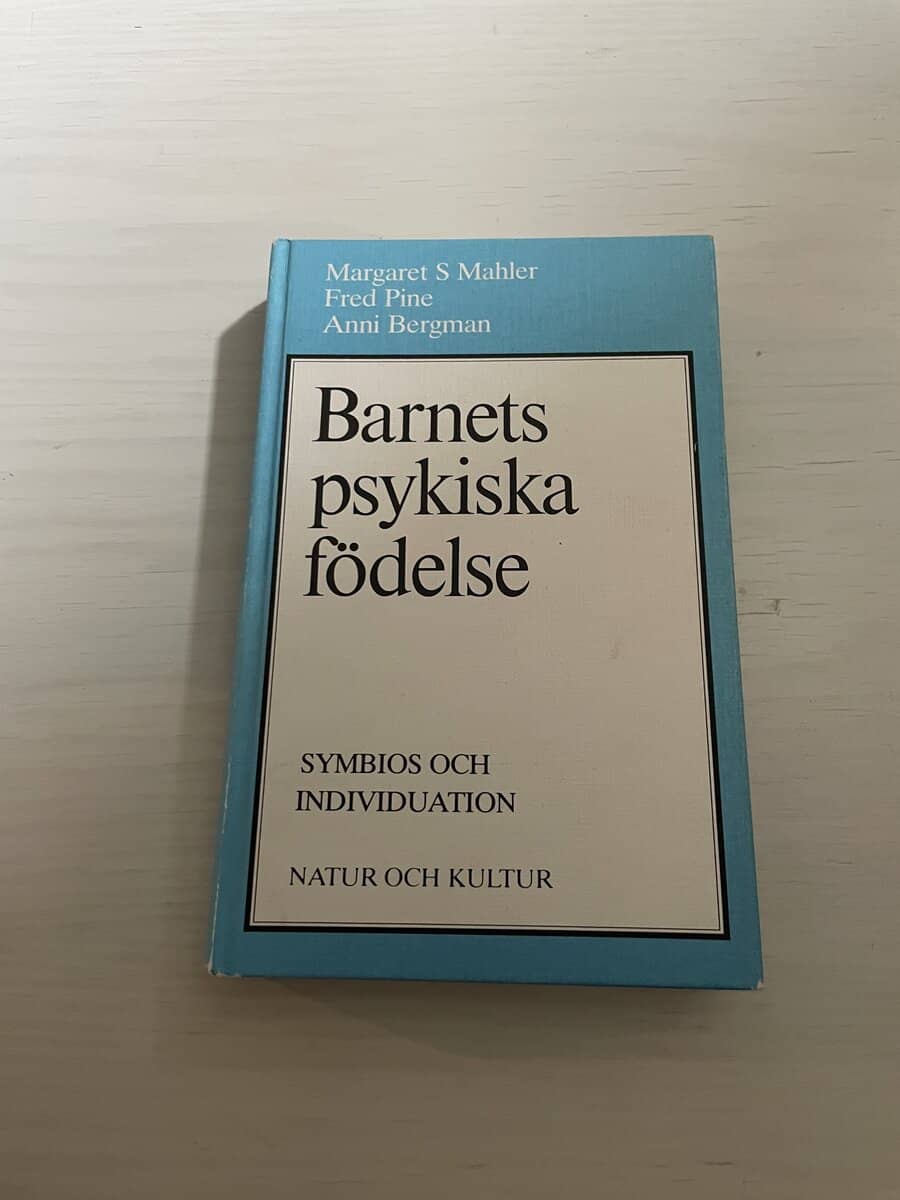 Margaret S Mahler
Fred Pine
Anni Bergman
Barnets
psykiska
födelse
SYMBIOS OCH
INDIVIDUATION
NATUR OCH KULTUR